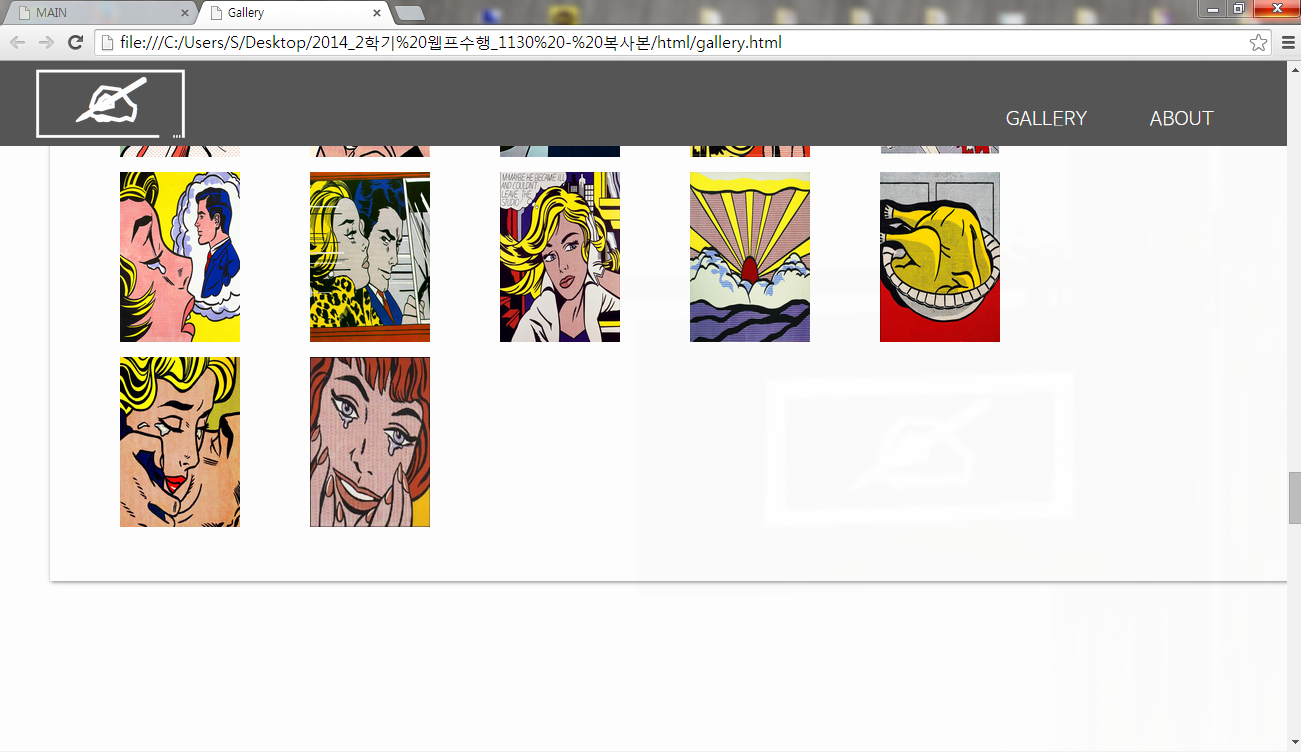 MAIN
Gallery
file:///C:/Users/S/Desktop/2014_2학기%20웹프수행_1130%20-%20복사본/html/gallery.html
GALLERY
ABOUT
M-MAYBE HE BECAME ILL
AND COULDN'T
LEAVE THE
STUDIO